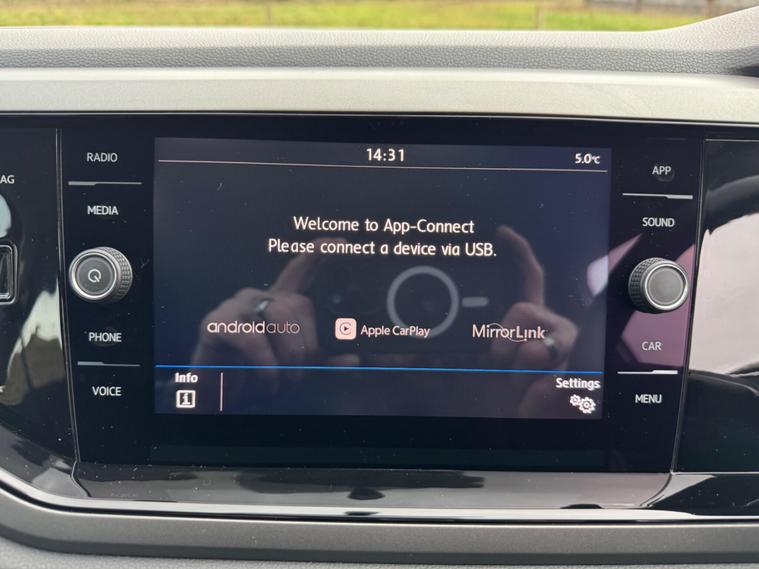 AG
RADIO
MEDIA
PHONE
VOICE
14:31
5.0°C
Welcome to App-Connect
Please connect a device via USB.
androidauto
Apple CarPlay
MirrorLink
Info
i
Settings
APP
SOUND
CAR
MENU